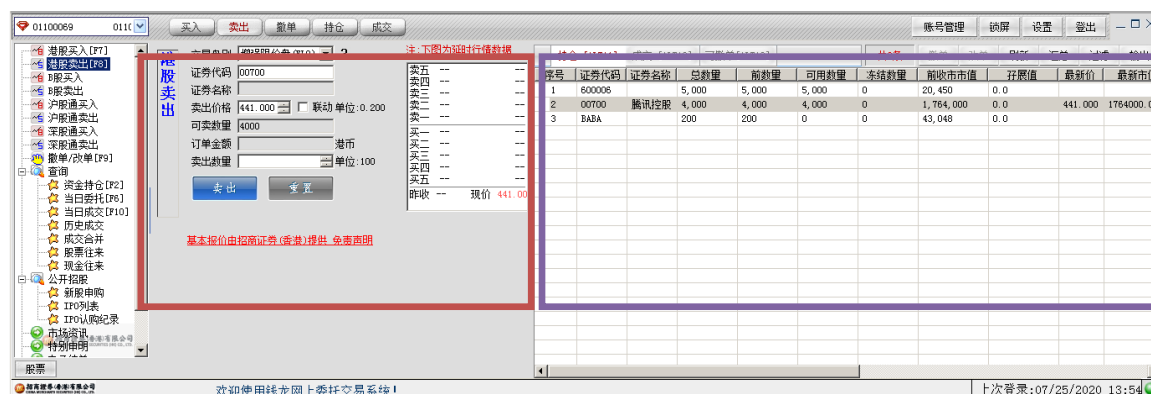 01100069 011( 买入 卖出 撤单 持仓 成交 账号管理 锁屏 设置 登出
港股买入[F7]
港股卖出[F8]
B股买入
B股卖出
沪股通买入
沪股通卖出
深股通买入
深股通卖出
撤单/改单[F9]
查询
资金持仓[F2]
当日委托[F6]
当日成交[F10]
历史成交
成交合并
股票往来
现金往来
公开招股
新股申购
IPO列表
IPO认购纪录
市场资讯
特别申明
股票
港股卖出
证券代码 00700
证券名称
卖出价格 441.000 联动 单位:0.200
可卖数量 4000
订单金额 港币
卖出数量 单位:100
卖出 重置
基本报价由招商证券(香港)提供 免责声明
注:下图为延时行情数据
卖五 -- --
卖四 -- --
卖三 -- --
卖二 -- --
卖一 -- --
买一 -- --
买二 -- --
买三 -- --
买四 -- --
买五 -- --
昨收 -- 现价 441.00
序号 证券代码 证券名称 总数量 前数量 可用数量 冻结数量 前收市市值 孖展值 最新价 最新市
1 600006 5,000 5,000 5,000 0 20,450 0.0
2 00700 腾讯控股 4,000 4,000 4,000 0 1,764,000 0.0 441.000 1764000.0
3 BABA 200 200 0 0 43,048 0.0
招商證券(香港)有限公司 欢迎使用钱龙网上委托交易系统! 上次登录:07/25/2020 13:54